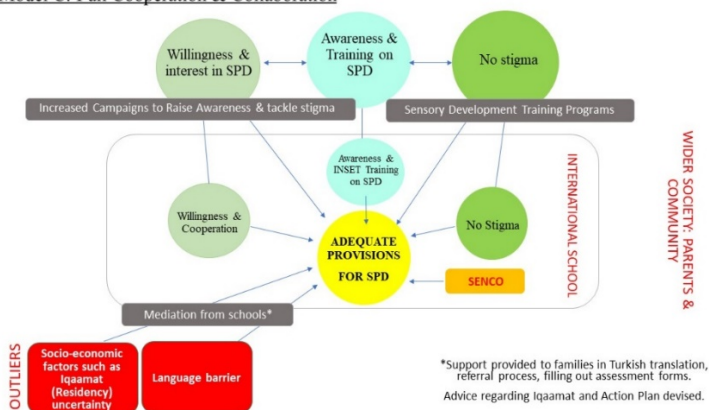 Model C: Full Cooperation & Collaboration
Willingness &
interest in SPD
Awareness &
Training on
SPD
No stigma
Increased Campaigns to Raise Awareness & tackle stigma
Sensory Development Training Programs
Awareness &
INSET Training
on SPD
Willingness &
Cooperation
No Stigma
ADEQUATE
PROVISIONS
FOR SPD
SENCO
INTERNATIONAL SCHOOL
WIDER SOCIETY: PARENTS &
COMMUNITY
Mediation from schools*
OUTLIERS
Socio-economic
factors such as
Iqaamat
(Residency)
uncertainty
Language barrier
*Support provided to families in Turkish translation,
referral process, filling out assessment forms.
Advice regarding Iqaamat and Action Plan devised.